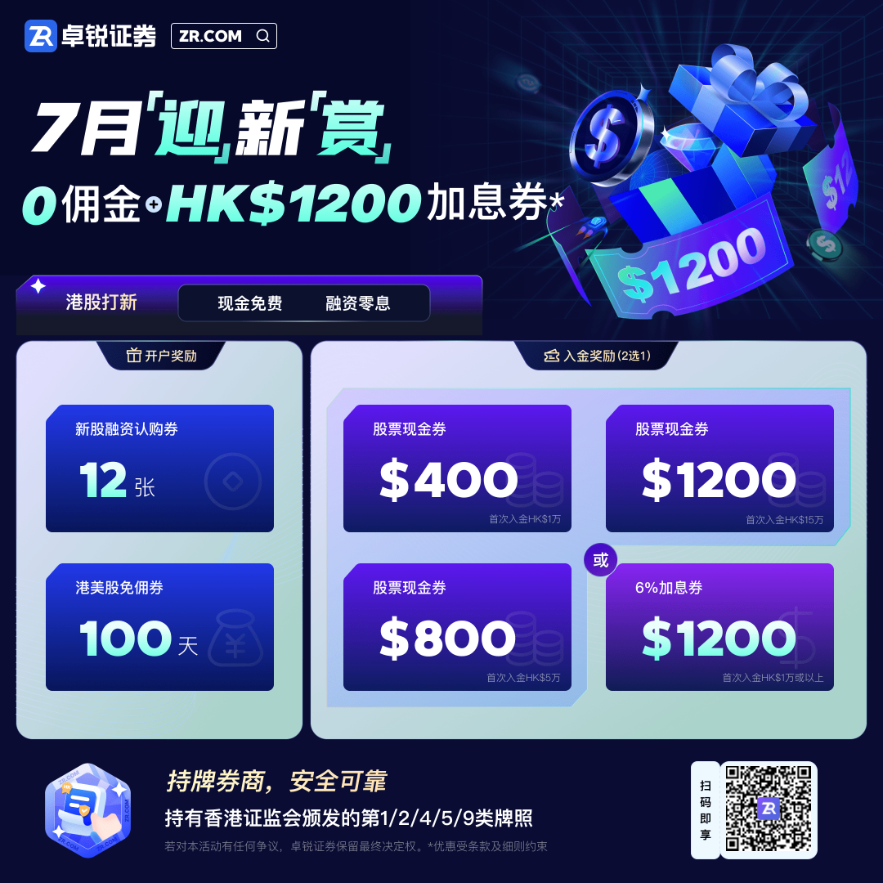 卓锐证券 ZR.COM
7月「迎」新「赏」
0佣金+HK$1200加息券*
$1200
$12
港股打新 现金免费 融资零息
开户奖励
新股融资认购券
12张
港美股免佣券
100天
入金奖励(2选1)
股票现金券
$400
首次入金HK$1万
股票现金券
$1200
首次入金HK$15万
股票现金券
$800
首次入金HK$5万
或
6%加息券
$1200
首次入金HK$1万或以上
持牌券商，安全可靠
持有香港证监会颁发的第1/2/4/5/9类牌照
若对本活动有任何争议，卓锐证券保留最终决定权。*优惠受条款及细则约束
扫码即享